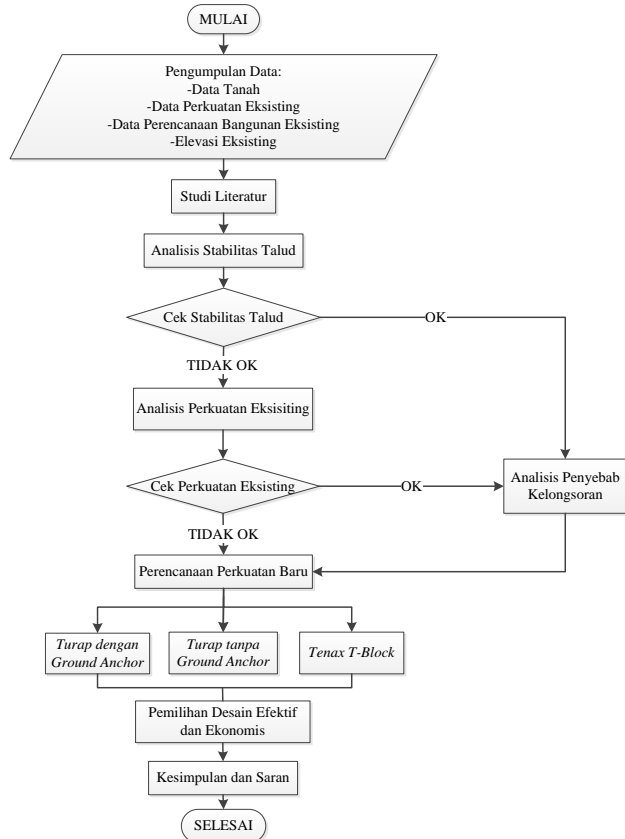 MULAI
Pengumpulan Data:
-Data Tanah
-Data Perkuatan Eksisting
-Data Perencanaan Bangunan Eksisting
-Elevasi Eksisting
Studi Literatur
Analisis Stabilitas Talud
Cek Stabilitas Talud
OK
TIDAK OK
Analisis Perkuatan Eksisiting
Cek Perkuatan Eksisting
OK
Analisis Penyebab
Kelongsoran
TIDAK OK
Perencanaan Perkuatan Baru
Turap dengan
Ground Anchor
Turap tanpa
Ground Anchor
Tenax T-Block
Pemilihan Desain Efektif
dan Ekonomis
Kesimpulan dan Saran
SELESAI